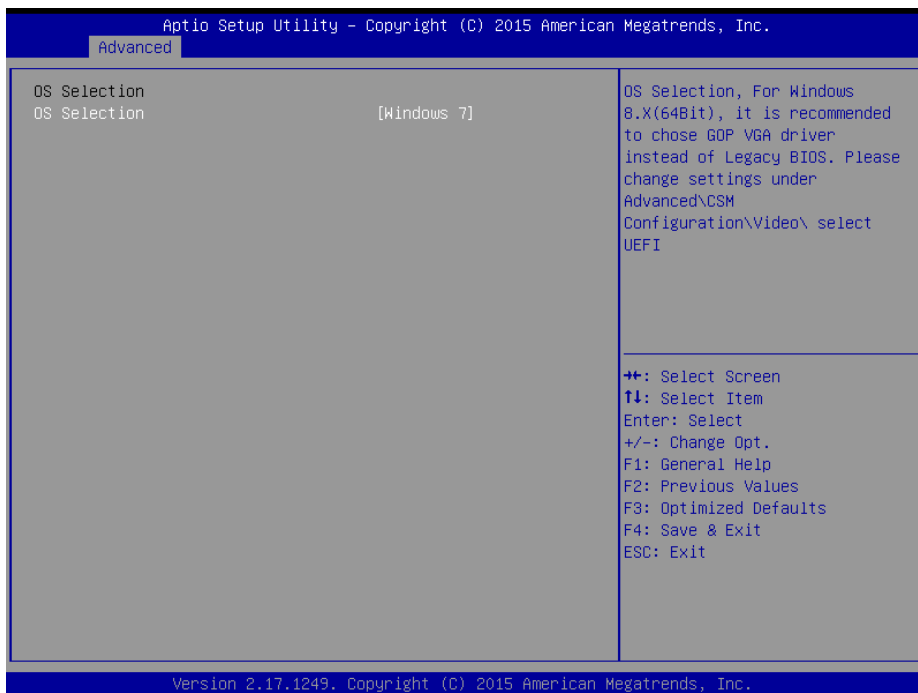 Aptio Setup Utility – Copyright (C) 2015 American Megatrends, Inc.
Advanced
OS Selection
OS Selection [Windows 7]
OS Selection, For Windows
8.X(64Bit), it is recommended
to chose GOP VGA driver
instead of Legacy BIOS. Please
change settings under
Advanced\CSM
Configuration\Video\ select
UEFI
→←: Select Screen
↑↓: Select Item
Enter: Select
+/-: Change Opt.
F1: General Help
F2: Previous Values
F3: Optimized Defaults
F4: Save & Exit
ESC: Exit
Version 2.17.1249. Copyright (C) 2015 American Megatrends, Inc.